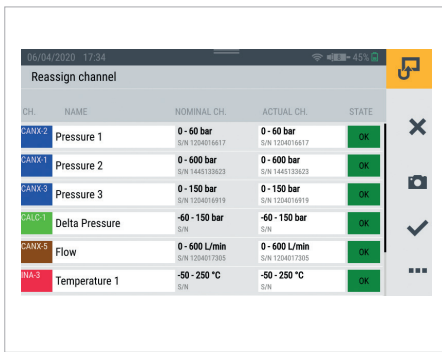 06/04/2020 17:34 45%
Reassign channel
CH. NAME NOMINAL CH. ACTUAL CH. STATE
CANX-2 Pressure 1 0 - 60 bar 0 - 60 bar OK
S/N 1204016617 S/N 1204016617
CANX-1 Pressure 2 0 - 600 bar 0 - 600 bar OK
S/N 1445133623 S/N 1445133623
CANX-3 Pressure 3 0 - 150 bar 0 - 150 bar OK
S/N 1204016919 S/N 1204016919
CALC-1 Delta Pressure -60 - 150 bar -60 - 150 bar OK
S/N S/N
CANX-5 Flow 0 - 600 L/min 0 - 600 L/min OK
S/N 1204017305 S/N 1204017305
INA-3 Temperature 1 -50 - 250 °C -50 - 250 °C OK
S/N S/N